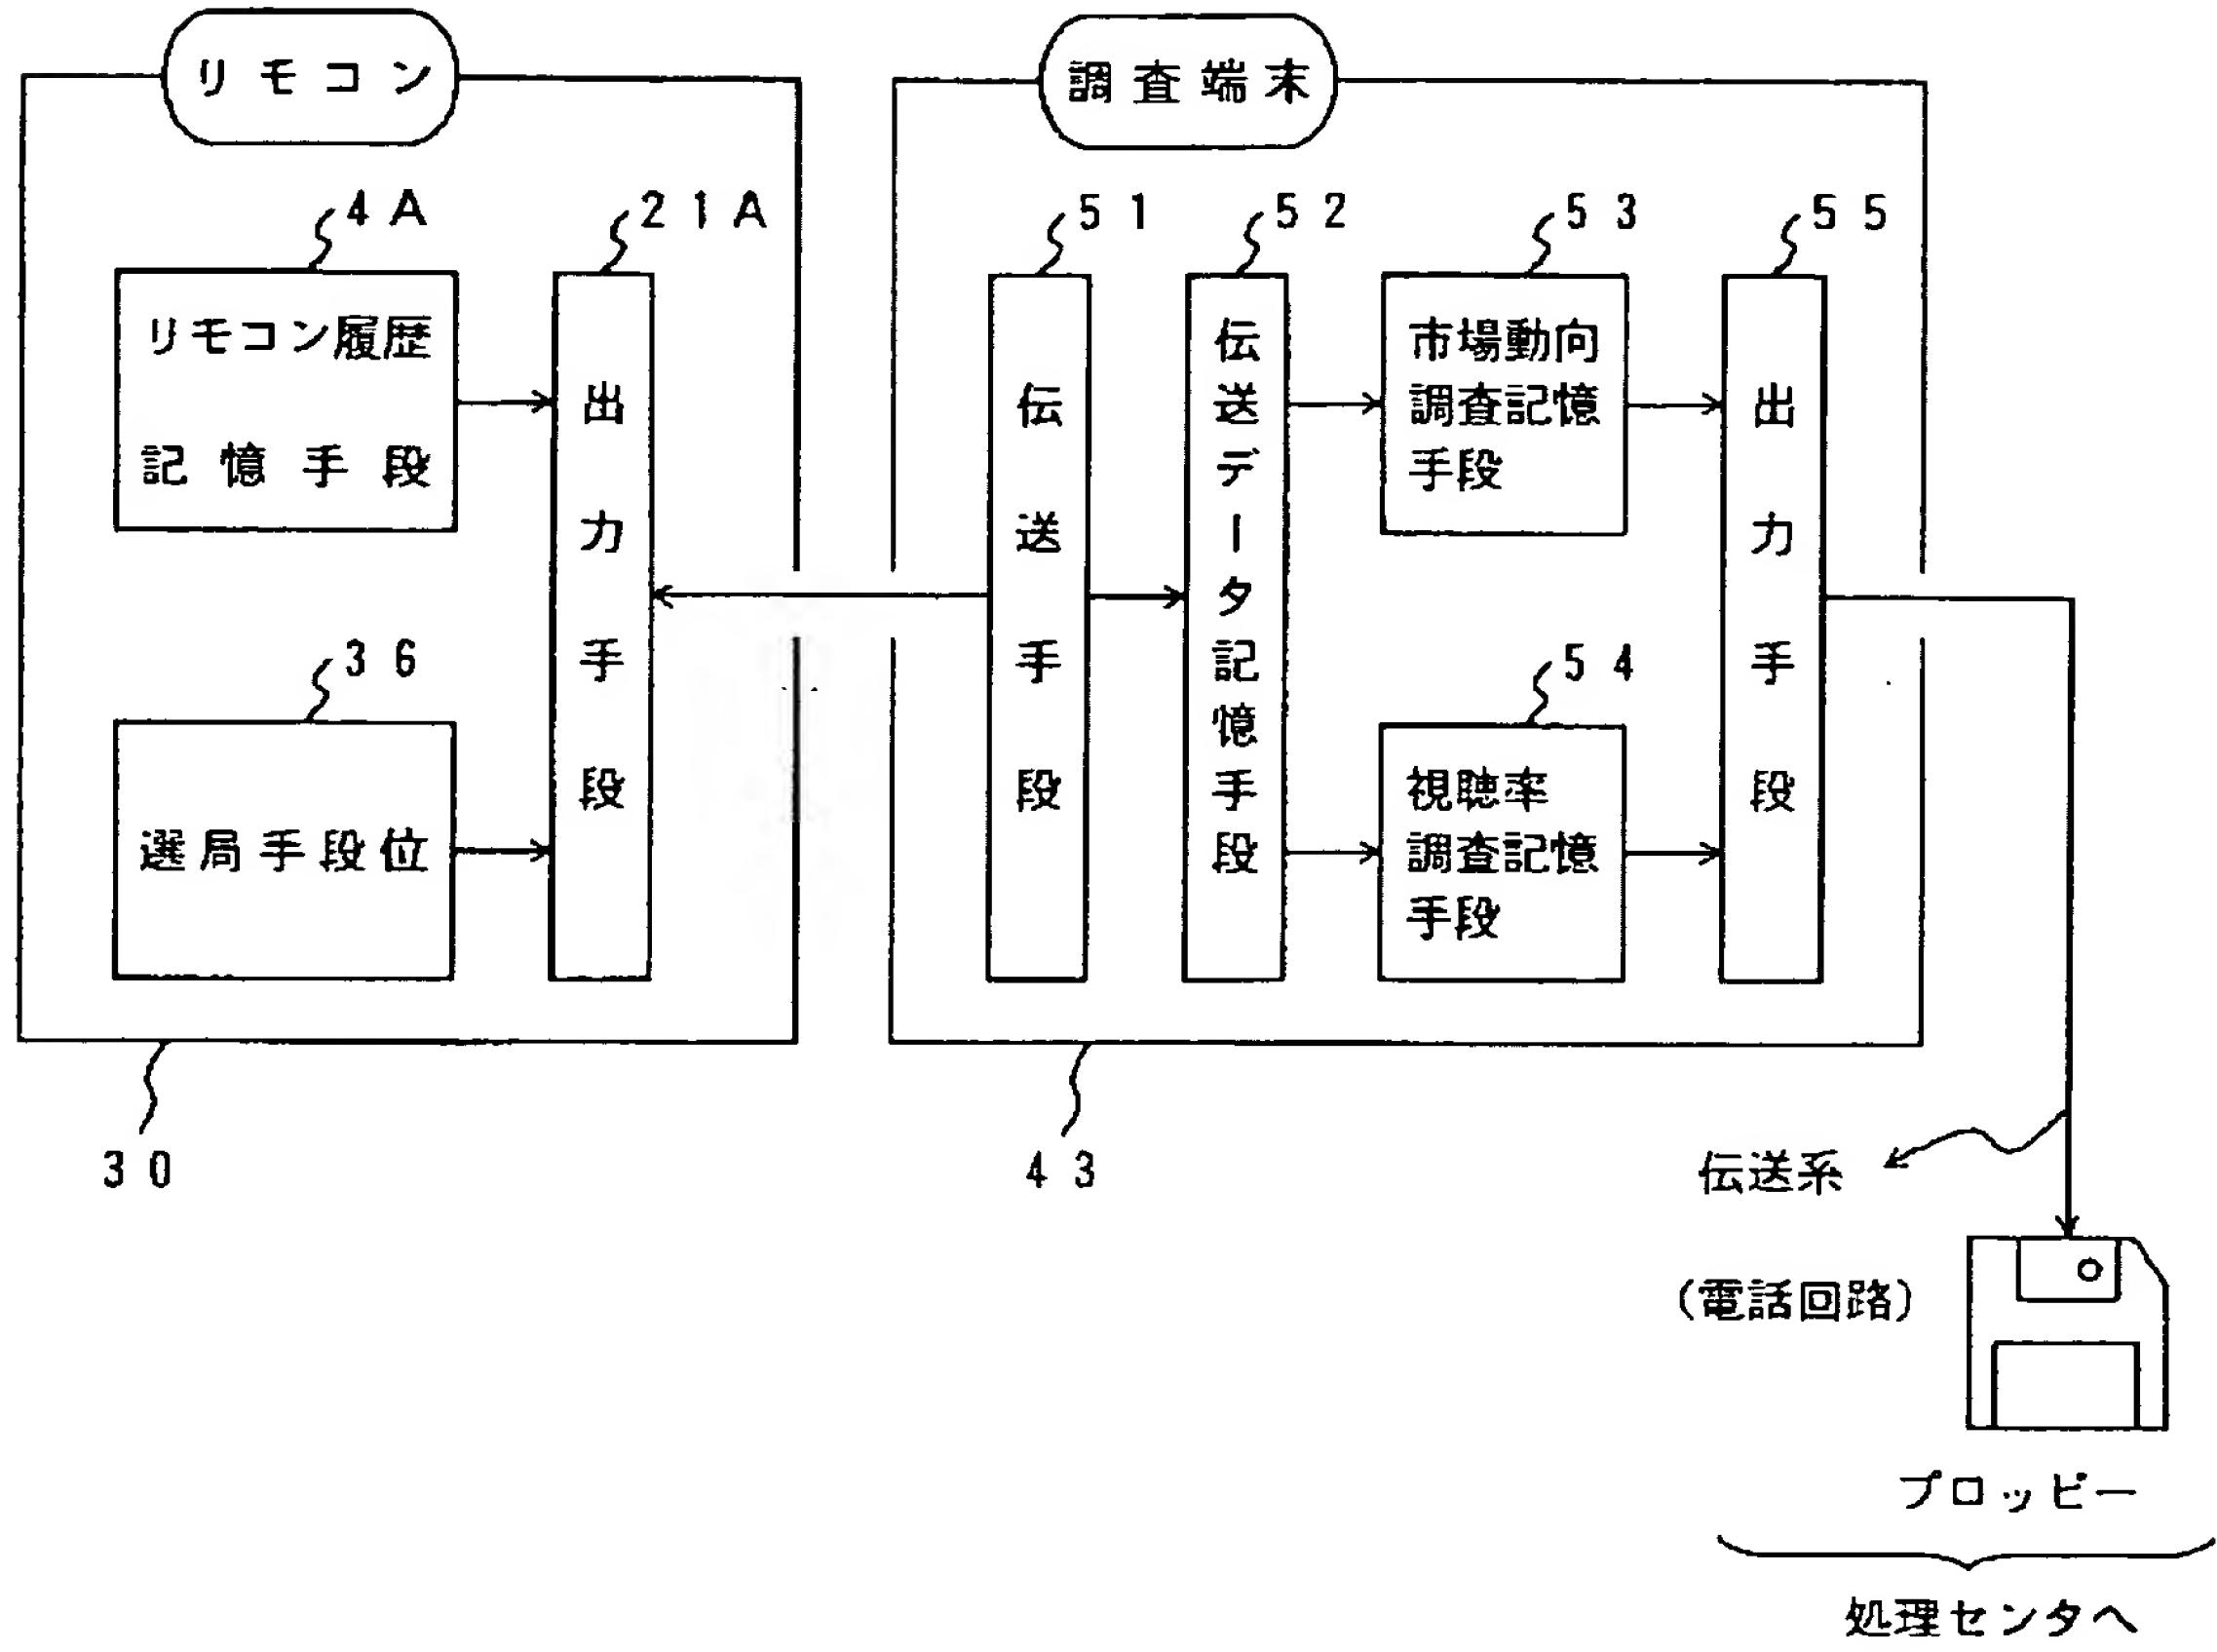 リモコン
調査端末
4A
21A
51
52
53
55
リモコン履歴
記憶手段
出力手段
伝送手段
伝送データ記憶手段
市場動向
調査記憶
手段
出力手段
36
54
選局手段位
視聴率
調査記憶
手段
30
43
伝送系
(電話回路)
プロッピー
処理センタへ